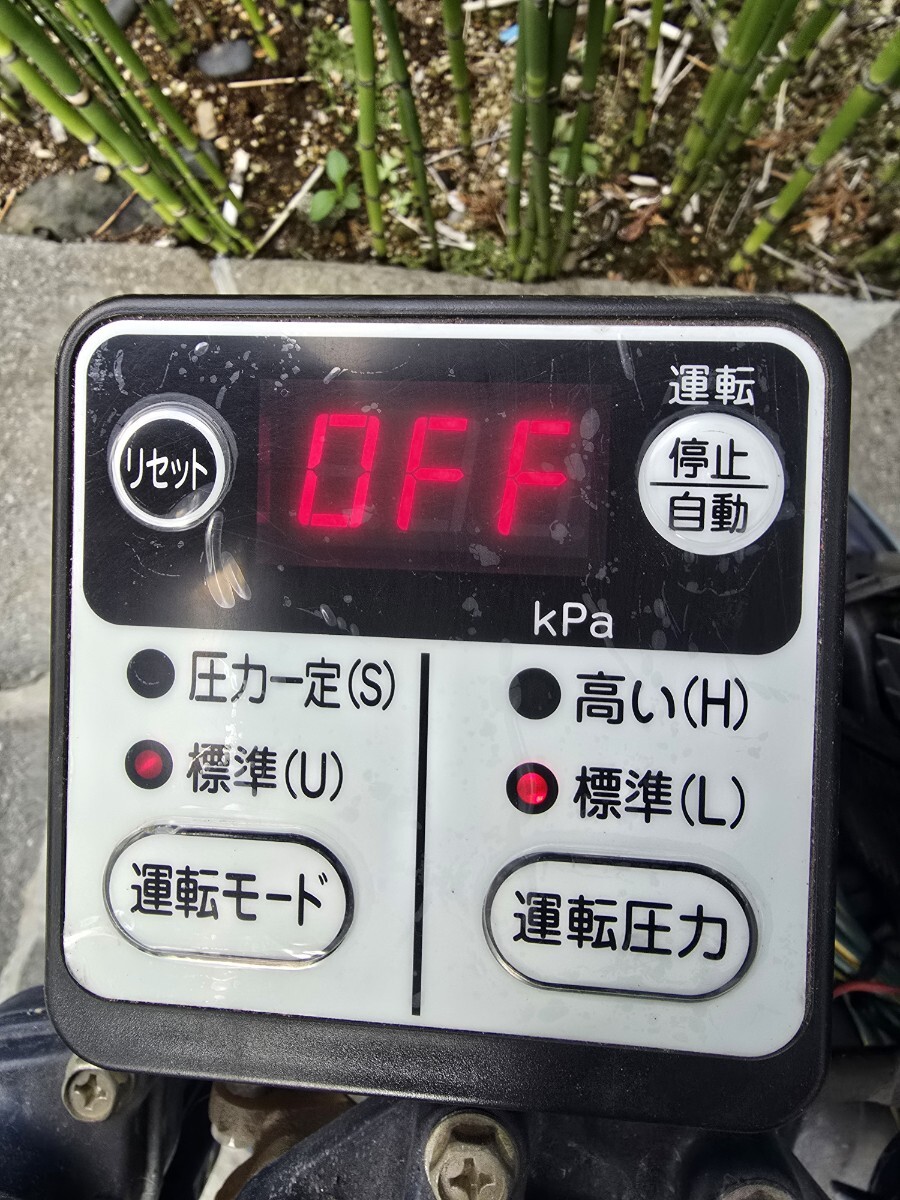 運転
リセット
OFF
停止
自動
kPa
圧力一定(S)
高い(H)
標準(U)
標準(L)
運転モード
運転圧力